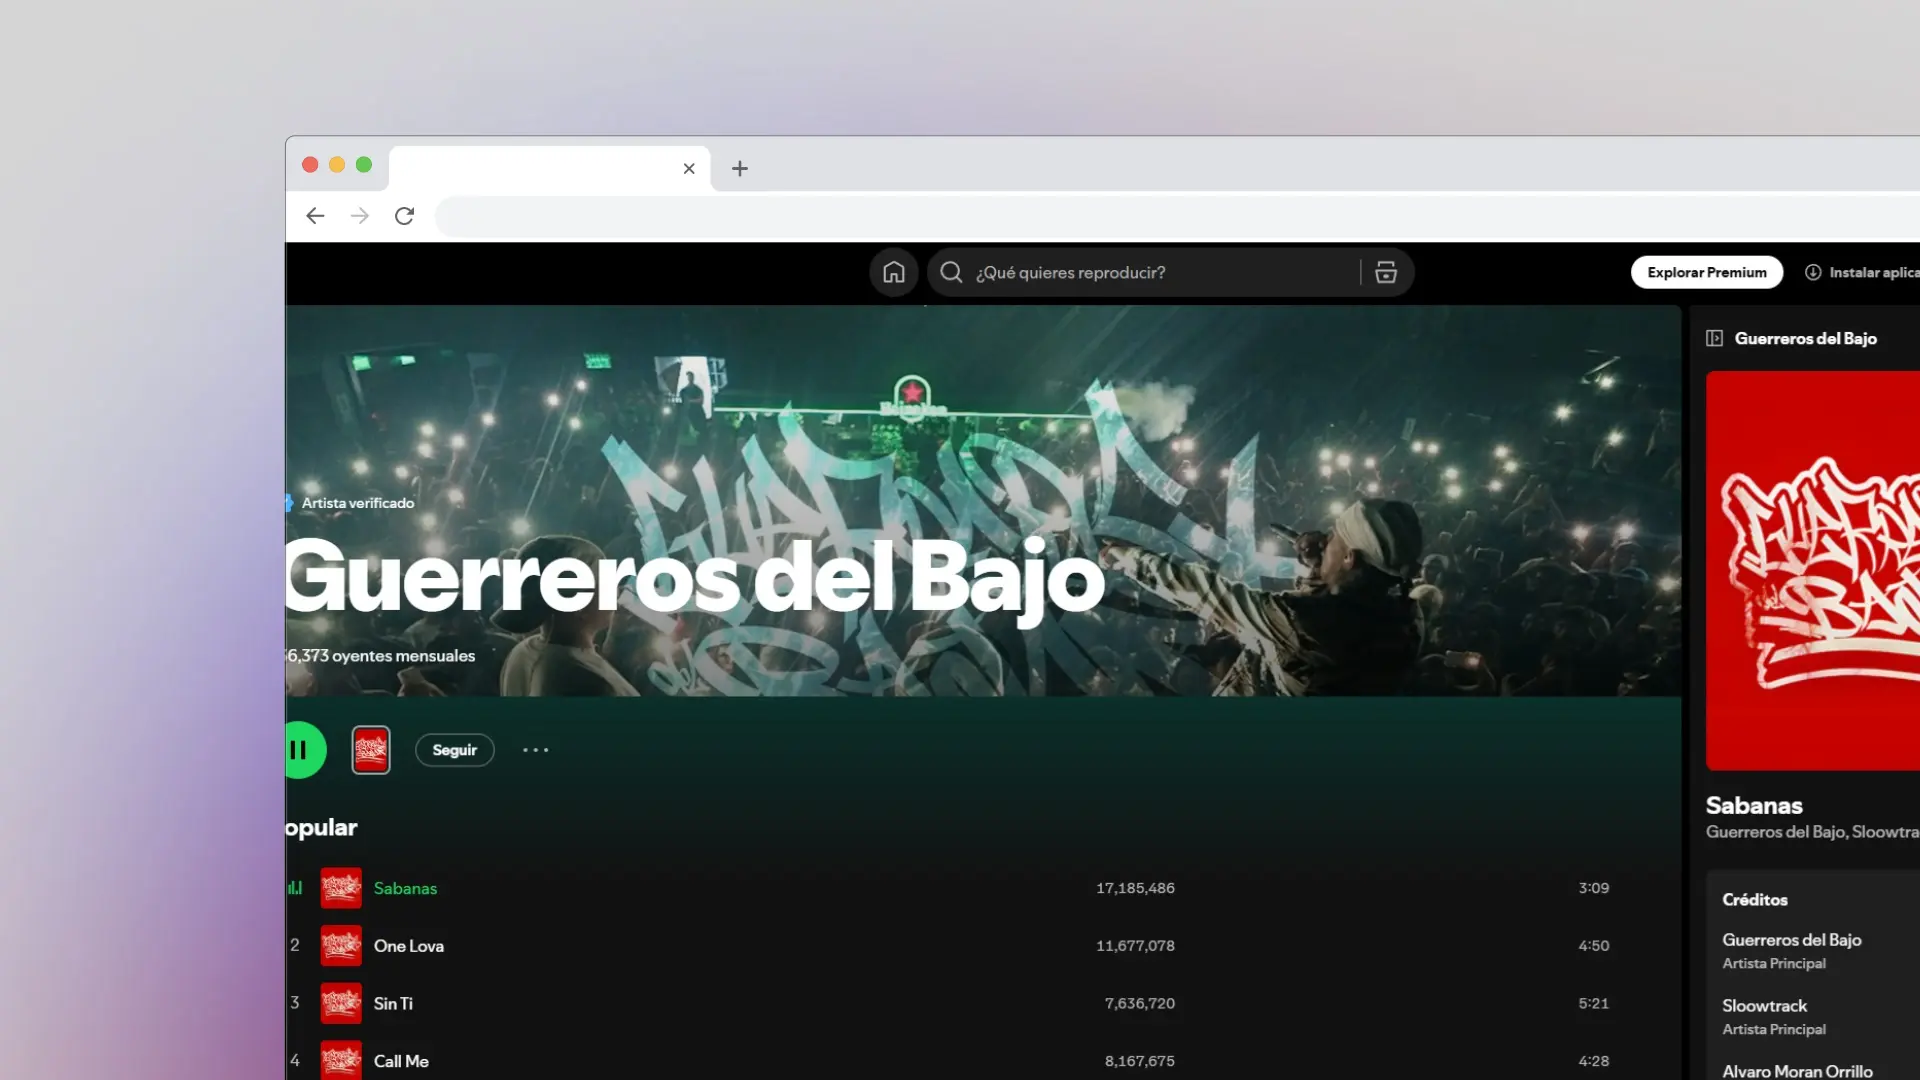 ¿Qué quieres reproducir?
Explorar Premium
Instalar aplica
Heineken
Artista verificado
Guerreros del Bajo
6,373 oyentes mensuales
Seguir
opular
Sabanas
17,185,486
3:09
2
One Lova
11,677,078
4:50
3
Sin Ti
7,636,720
5:21
4
Call Me
8,167,675
4:28
Guerreros del Bajo
Sabanas
Guerreros del Bajo, Sloowtra
Créditos
Guerreros del Bajo
Artista Principal
Sloowtrack
Artista Principal
Alvaro Moran Orrillo